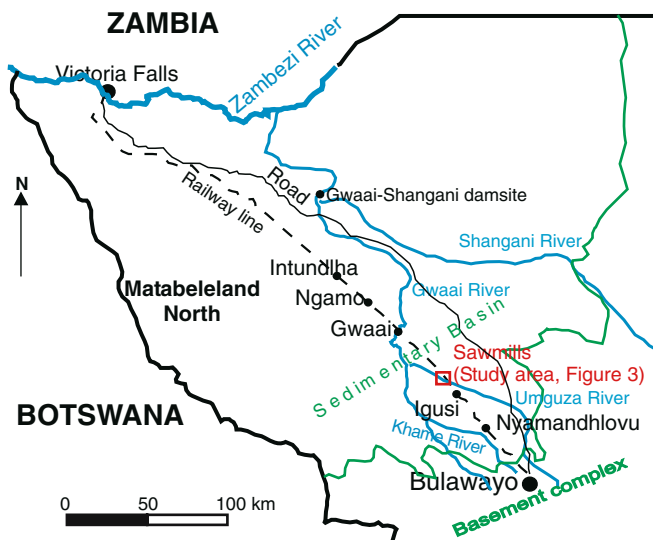 ZAMBIA
Victoria Falls
Zambezi River
N
Road
Railway line
Gwaai-Shangani damsite
Shangani River
Intundlha
Gwaai River
Matabeleland
North
Ngamo
Gwaai
Sedimentary Basin
Sawmills
(Study area, Figure 3)
BOTSWANA
Igusi
Umguza River
Nyamandhlovu
Khame River
Bulawayo
Basement complex
0 50 100 km